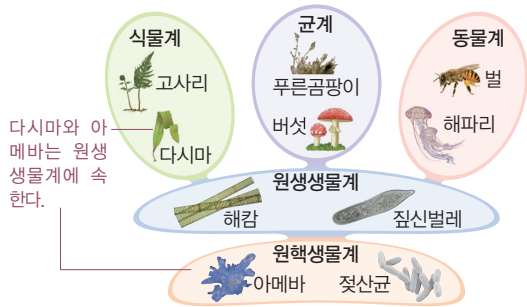 식물계
고사리
다시마
균계
푸른곰팡이
버섯
동물계
벌
해파리
다시마와 아
메바는 원생
생물계에 속
한다.
원생생물계
해캄
짚신벌레
원핵생물계
아메바
젖산균